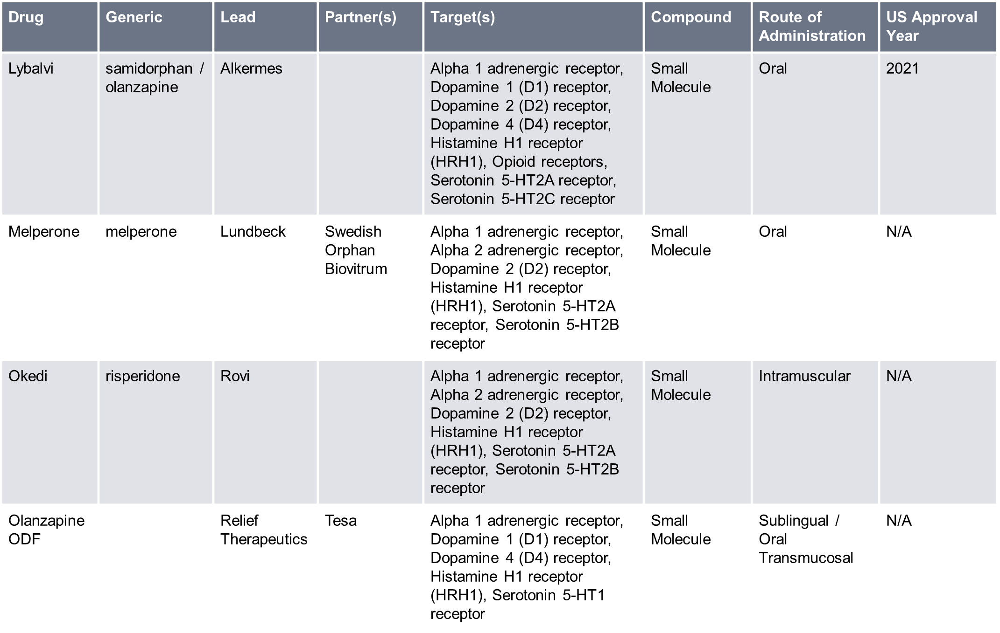 Drug
Generic
Lead
Partner(s)
Target(s)
Compound
Route of
Administration
US Approval
Year
Lybalvi
samidorphan /
olanzapine
Alkermes
Alpha 1 adrenergic receptor,
Dopamine 1 (D1) receptor,
Dopamine 2 (D2) receptor,
Dopamine 4 (D4) receptor,
Histamine H1 receptor
(HRH1), Opioid receptors,
Serotonin 5-HT2A receptor,
Serotonin 5-HT2C receptor
Small
Molecule
Oral
2021
Melperone
melperone
Lundbeck
Swedish
Orphan
Biovitrum
Alpha 1 adrenergic receptor,
Alpha 2 adrenergic receptor,
Dopamine 2 (D2) receptor,
Histamine H1 receptor
(HRH1), Serotonin 5-HT2A
receptor, Serotonin 5-HT2B
receptor
Small
Molecule
Oral
N/A
Okedi
risperidone
Rovi
Alpha 1 adrenergic receptor,
Alpha 2 adrenergic receptor,
Dopamine 2 (D2) receptor,
Histamine H1 receptor
(HRH1), Serotonin 5-HT2A
receptor, Serotonin 5-HT2B
receptor
Small
Molecule
Intramuscular
N/A
Olanzapine
ODF
Relief
Therapeutics
Tesa
Alpha 1 adrenergic receptor,
Dopamine 1 (D1) receptor,
Dopamine 4 (D4) receptor,
Histamine H1 receptor
(HRH1), Serotonin 5-HT1
receptor
Small
Molecule
Sublingual /
Oral
Transmucosal
N/A